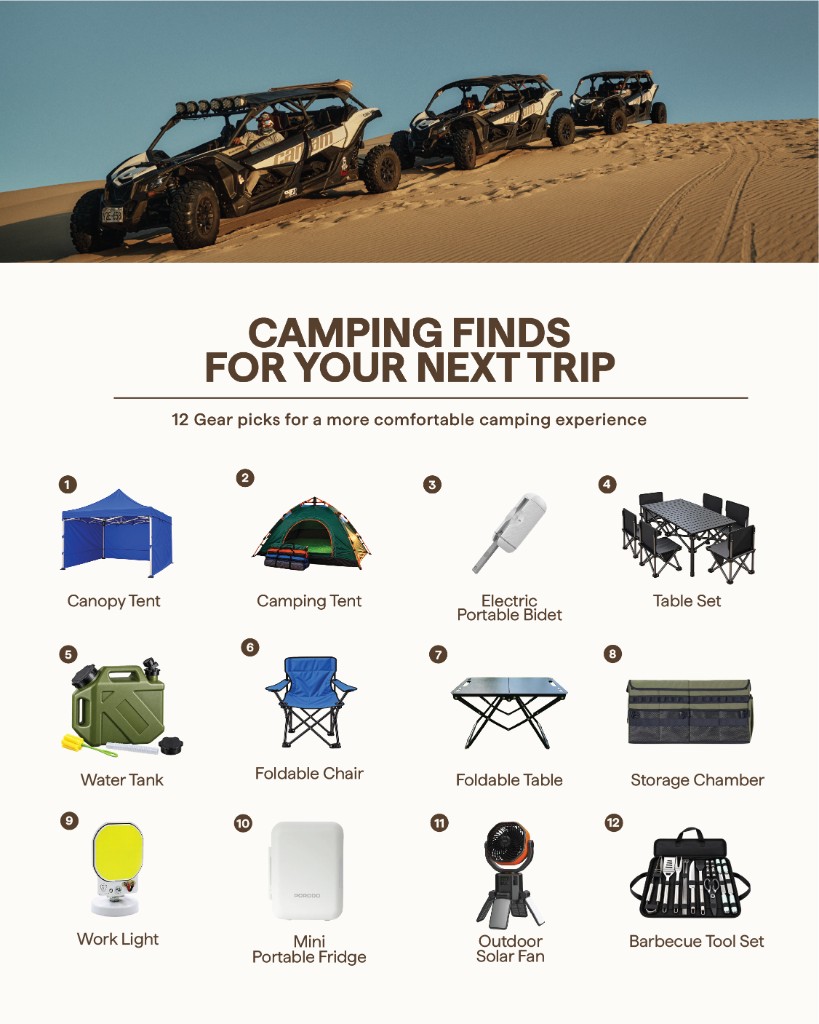 can-am
CAMPING FINDS
FOR YOUR NEXT TRIP
12 Gear picks for a more comfortable camping experience
1
Canopy Tent
2
Camping Tent
3
Electric
Portable Bidet
4
Table Set
5
Water Tank
6
Foldable Chair
7
Foldable Table
8
Storage Chamber
9
Work Light
10
Mini
Portable Fridge
11
Outdoor
Solar Fan
12
Barbecue Tool Set